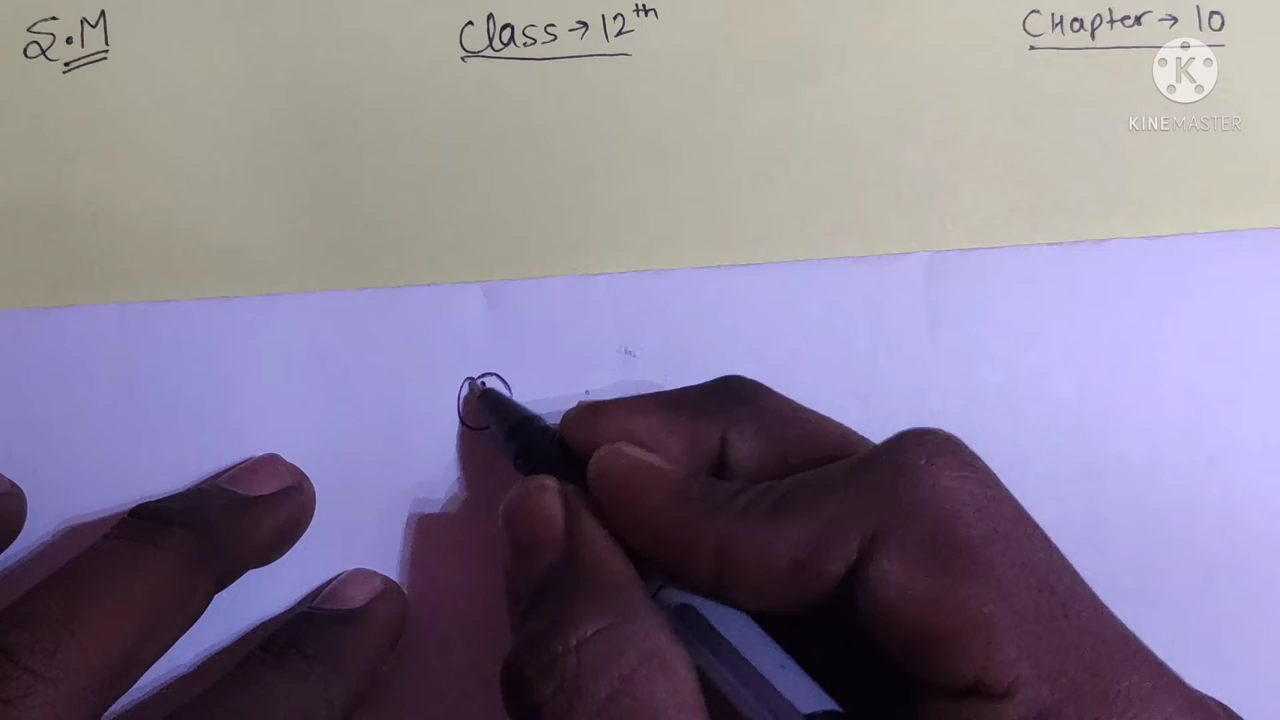 S.M
Class → 12th
Chapter → 10
K
KINEMASTER